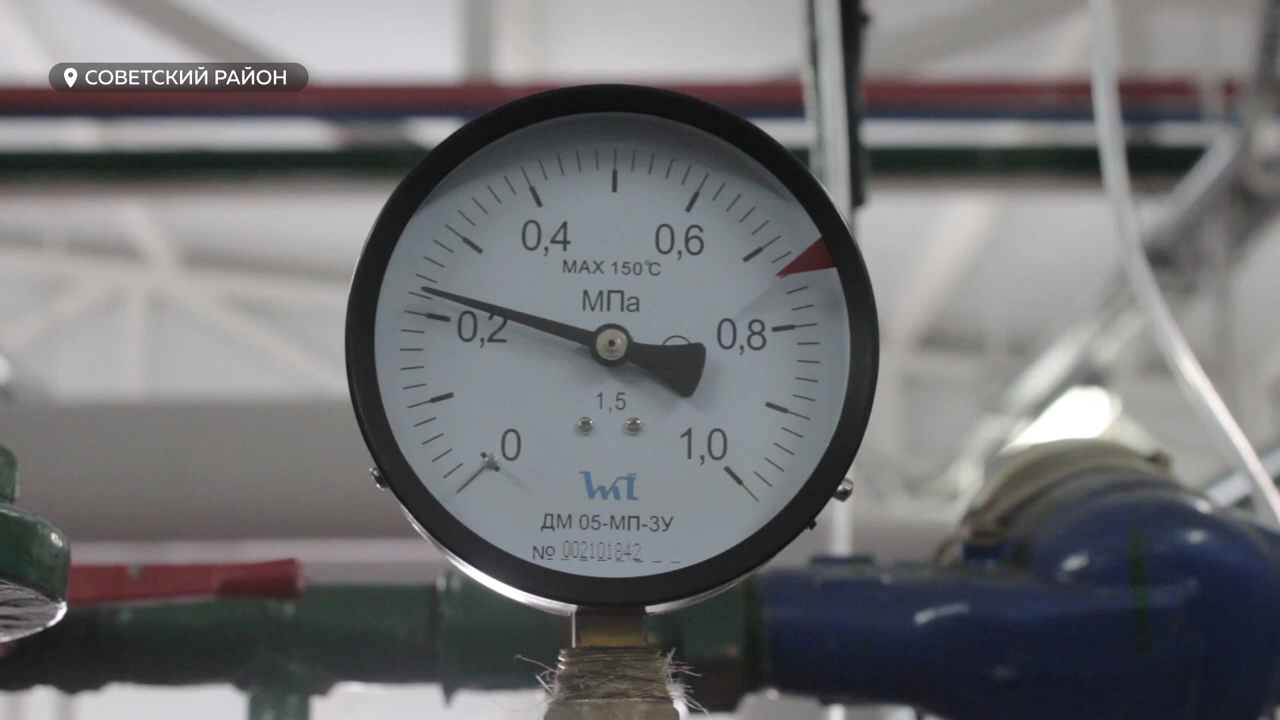 СОВЕТСКИЙ РАЙОН
0,4 0,6
MAX 150°C
МПа
0,2 0,8
1,5
0 1,0
ДМ 05-МП-3У
№ 002101842